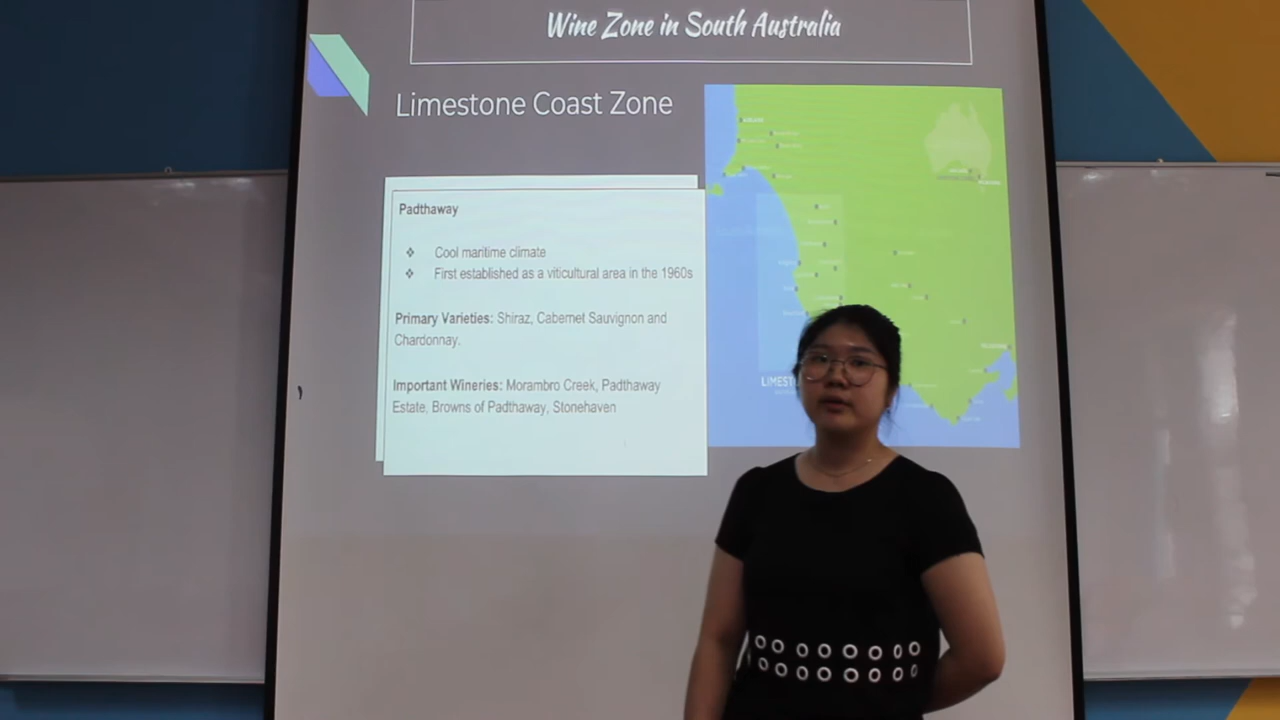 Wine Zone in South Australia
Limestone Coast Zone
Padthaway
❖ Cool maritime climate
❖ First established as a viticultural area in the 1960s
Primary Varieties: Shiraz, Cabernet Sauvignon and
Chardonnay.
Important Wineries: Morambro Creek, Padthaway
Estate, Browns of Padthaway, Stonehaven